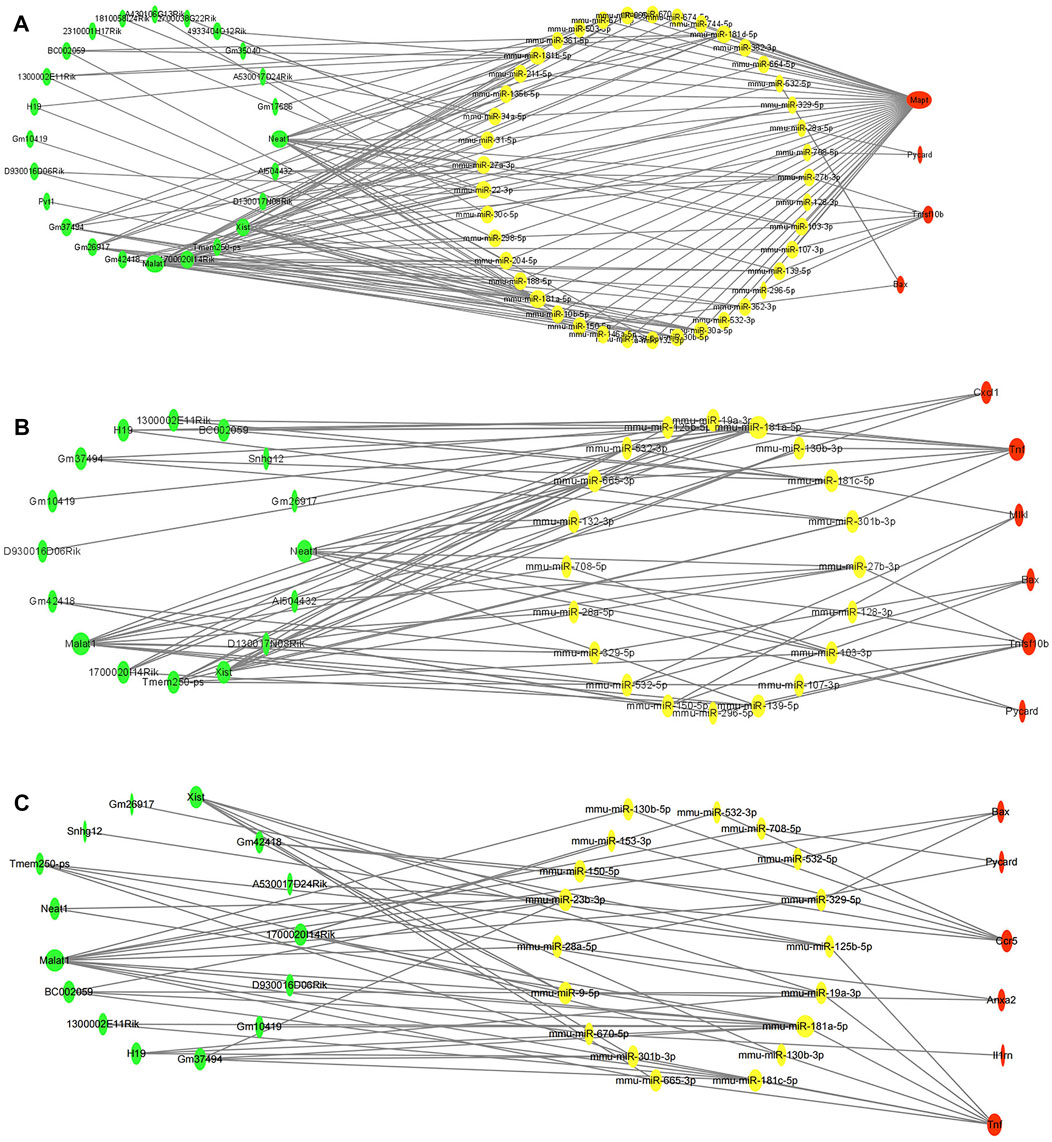 A
A430106G13Rik
1810058I24Rik
2700038G22Rik
2310001H17Rik
4933404O12Rik
BC002059
Gm35040
1300002E11Rik
A530017D24Rik
H19
Gm17686
Gm10419
Neat1
D930016D06Rik
AI504432
Pvt1
D130017N08Rik
Gm37494
Xist
Gm26917
Tmem250-ps
Gm42418
Malat1
1700020I14Rik
mmu-miR-674-5p
mmu-miR-503-5p
mmu-miR-744-5p
mmu-miR-361-5p
mmu-miR-181d-5p
mmu-miR-181b-5p
mmu-miR-382-3p
mmu-miR-211-5p
mmu-miR-664-5p
mmu-miR-135b-5p
mmu-miR-532-5p
mmu-miR-34a-5p
mmu-miR-329-5p
mmu-miR-31-5p
mmu-miR-28a-5p
mmu-miR-27a-3p
mmu-miR-708-5p
mmu-miR-22-3p
mmu-miR-27b-3p
mmu-miR-30c-5p
mmu-miR-128-3p
mmu-miR-298-5p
mmu-miR-103-3p
mmu-miR-204-5p
mmu-miR-107-3p
mmu-miR-188-5p
mmu-miR-139-5p
mmu-miR-181a-5p
mmu-miR-296-5p
mmu-miR-10b-5p
mmu-miR-362-3p
mmu-miR-150-5p
mmu-miR-532-3p
mmu-miR-146a-5p
mmu-miR-30a-5p
mmu-miR-30b-5p
Mapt
Pycard
Tnfsf10b
Bax
B
1300002E11Rik
H19
BC002059
Gm37494
Snhg12
Gm10419
Gm26917
D930016D06Rik
Neat1
Gm42418
AI504432
Malat1
D130017N08Rik
1700020I14Rik
Tmem250-ps
Xist
mmu-miR-19a-3p
mmu-miR-125b-5p
mmu-miR-181a-5p
mmu-miR-532-3p
mmu-miR-130b-3p
mmu-miR-665-3p
mmu-miR-181c-5p
mmu-miR-132-3p
mmu-miR-301b-3p
mmu-miR-708-5p
mmu-miR-27b-3p
mmu-miR-28a-5p
mmu-miR-128-3p
mmu-miR-329-5p
mmu-miR-103-3p
mmu-miR-532-5p
mmu-miR-107-3p
mmu-miR-150-5p
mmu-miR-296-5p
mmu-miR-139-5p
Cxcl1
Tnf
Mlkl
Bax
Tnfsf10b
Pycard
C
Xist
Gm26917
Snhg12
Gm42418
Tmem250-ps
A530017D24Rik
Neat1
1700020I14Rik
Malat1
D930016D06Rik
BC002059
1300002E11Rik
Gm10419
H19
Gm37494
mmu-miR-130b-5p
mmu-miR-532-3p
mmu-miR-708-5p
mmu-miR-153-3p
mmu-miR-532-5p
mmu-miR-150-5p
mmu-miR-23b-3p
mmu-miR-329-5p
mmu-miR-28a-5p
mmu-miR-125b-5p
mmu-miR-9-5p
mmu-miR-19a-3p
mmu-miR-670-5p
mmu-miR-181a-5p
mmu-miR-301b-3p
mmu-miR-130b-3p
mmu-miR-665-3p
mmu-miR-181c-5p
Bax
Pycard
Ccr5
Anxa2
Il1rn
Tnf